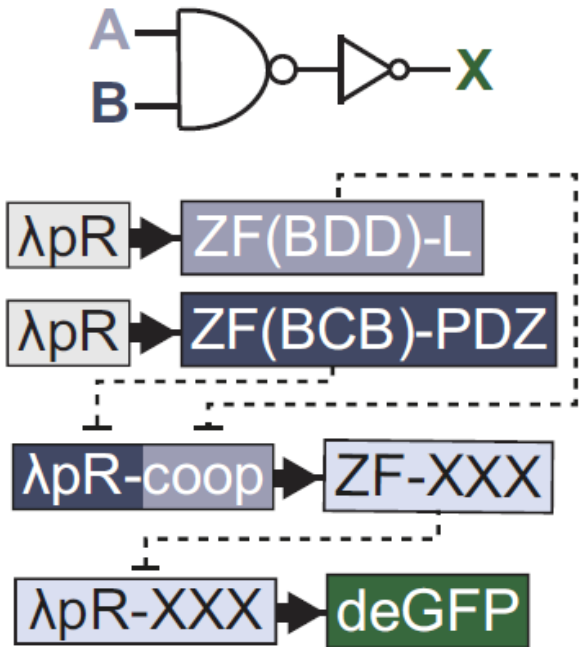 A
B
X
λpR ZF(BDD)-L
λpR ZF(BCB)-PDZ
λpR-coop ZF-XXX
λpR-XXX deGFP